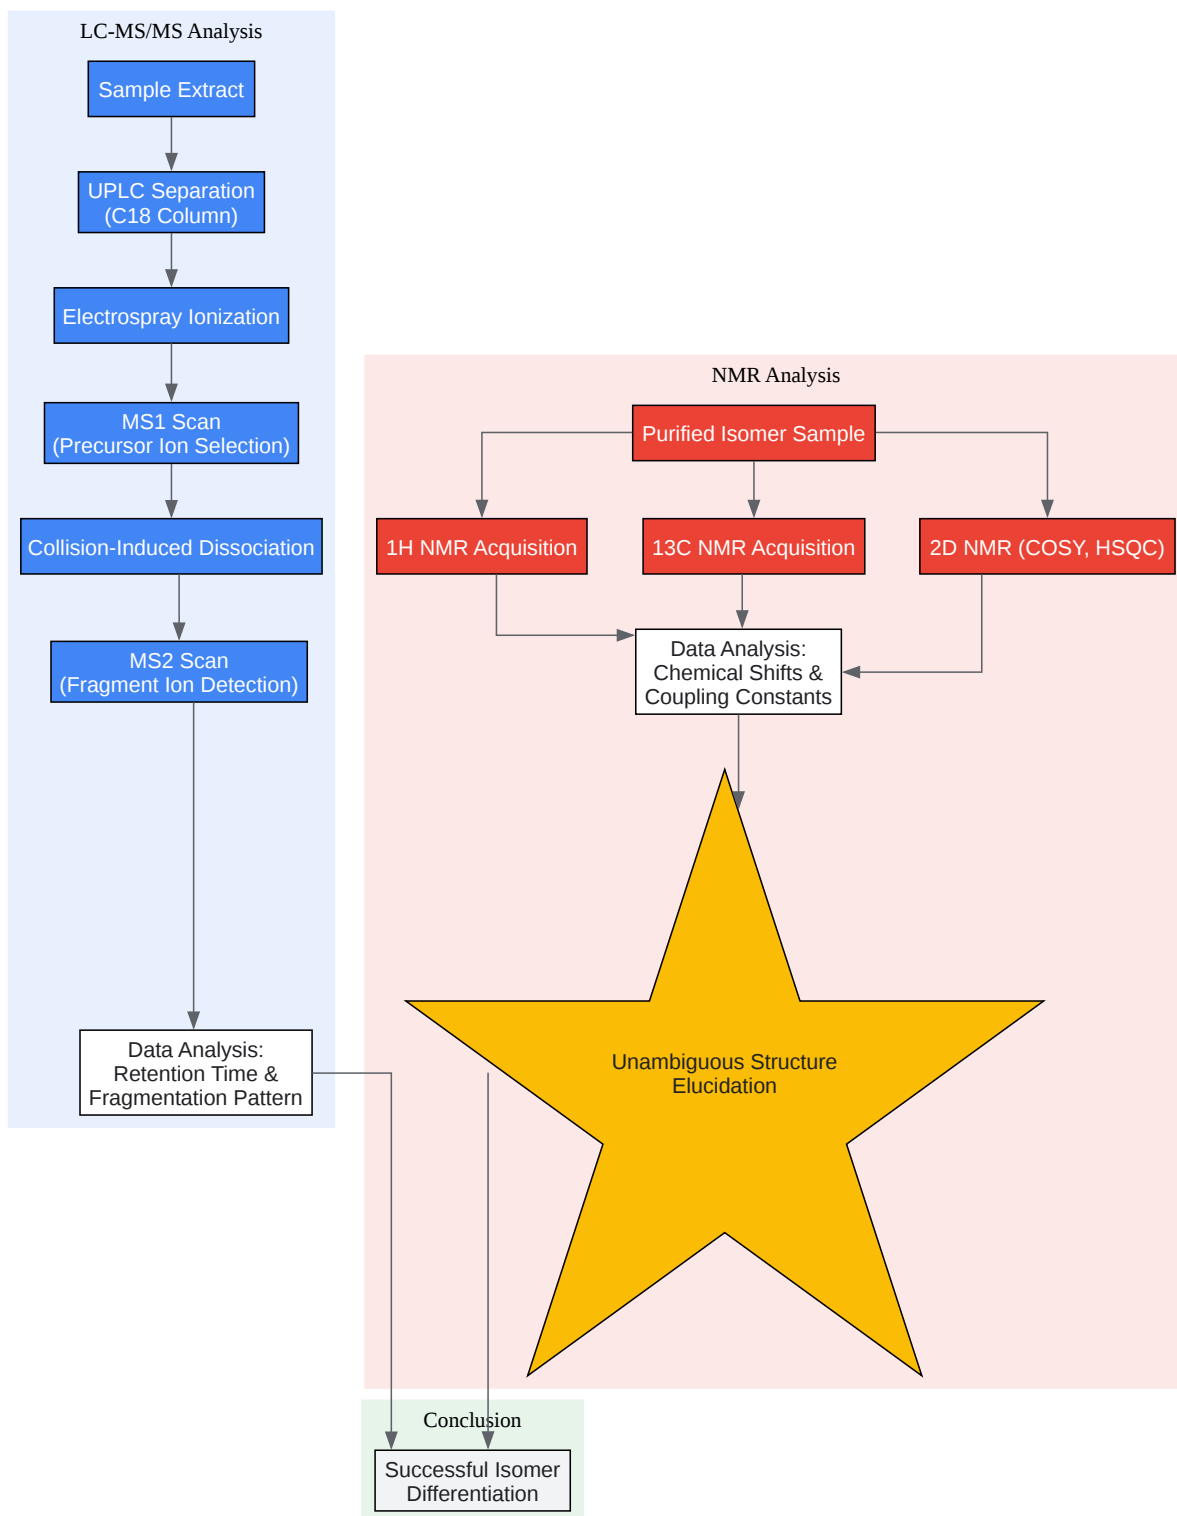 LC-MS/MS Analysis
Sample Extract
UPLC Separation
(C18 Column)
Electrospray Ionization
MS1 Scan
(Precursor Ion Selection)
Collision-Induced Dissociation
MS2 Scan
(Fragment Ion Detection)
Data Analysis:
Retention Time &
Fragmentation Pattern
NMR Analysis
Purified Isomer Sample
1H NMR Acquisition
13C NMR Acquisition
2D NMR (COSY, HSQC)
Data Analysis:
Chemical Shifts &
Coupling Constants
Unambiguous Structure
Elucidation
Conclusion
Successful Isomer
Differentiation